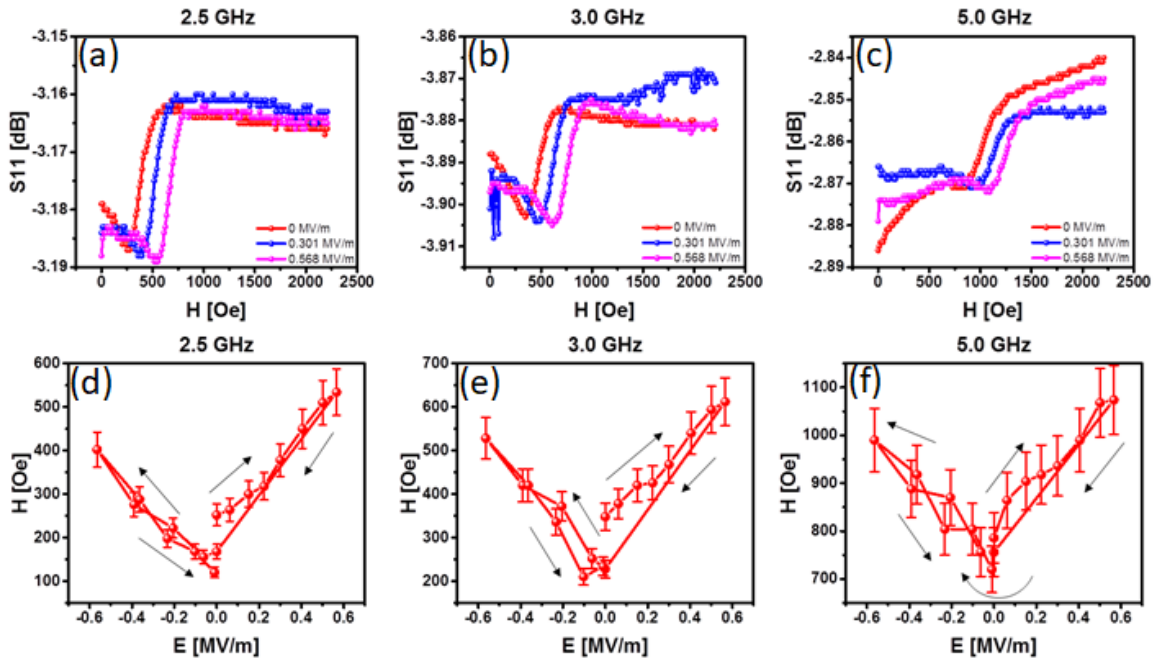 2.5 GHz 3.0 GHz 5.0 GHz
(a) (b) (c)
S11 [dB] S11 [dB] S11 [dB]
-3.15 -3.86 -2.84
-3.16 -3.87 -2.85
-3.17 -3.88 -2.86
-3.18 -3.89 -2.87
-3.19 -3.90 -2.88
-3.91 -2.89
0 MV/m 0 MV/m 0 MV/m
0.301 MV/m 0.301 MV/m 0.301 MV/m
0.568 MV/m 0.568 MV/m 0.568 MV/m
0 500 1000 1500 2000 2500 0 500 1000 1500 2000 2500 0 500 1000 1500 2000 2500
H [Oe] H [Oe] H [Oe]
2.5 GHz 3.0 GHz 5.0 GHz
(d) (e) (f)
H [Oe] H [Oe] H [Oe]
600 700 1100
500 600 1000
400 500 900
300 400 800
200 300 700
100 200
-0.6 -0.4 -0.2 0.0 0.2 0.4 0.6 -0.6 -0.4 -0.2 0.0 0.2 0.4 0.6 -0.6 -0.4 -0.2 0.0 0.2 0.4 0.6
E [MV/m] E [MV/m] E [MV/m]